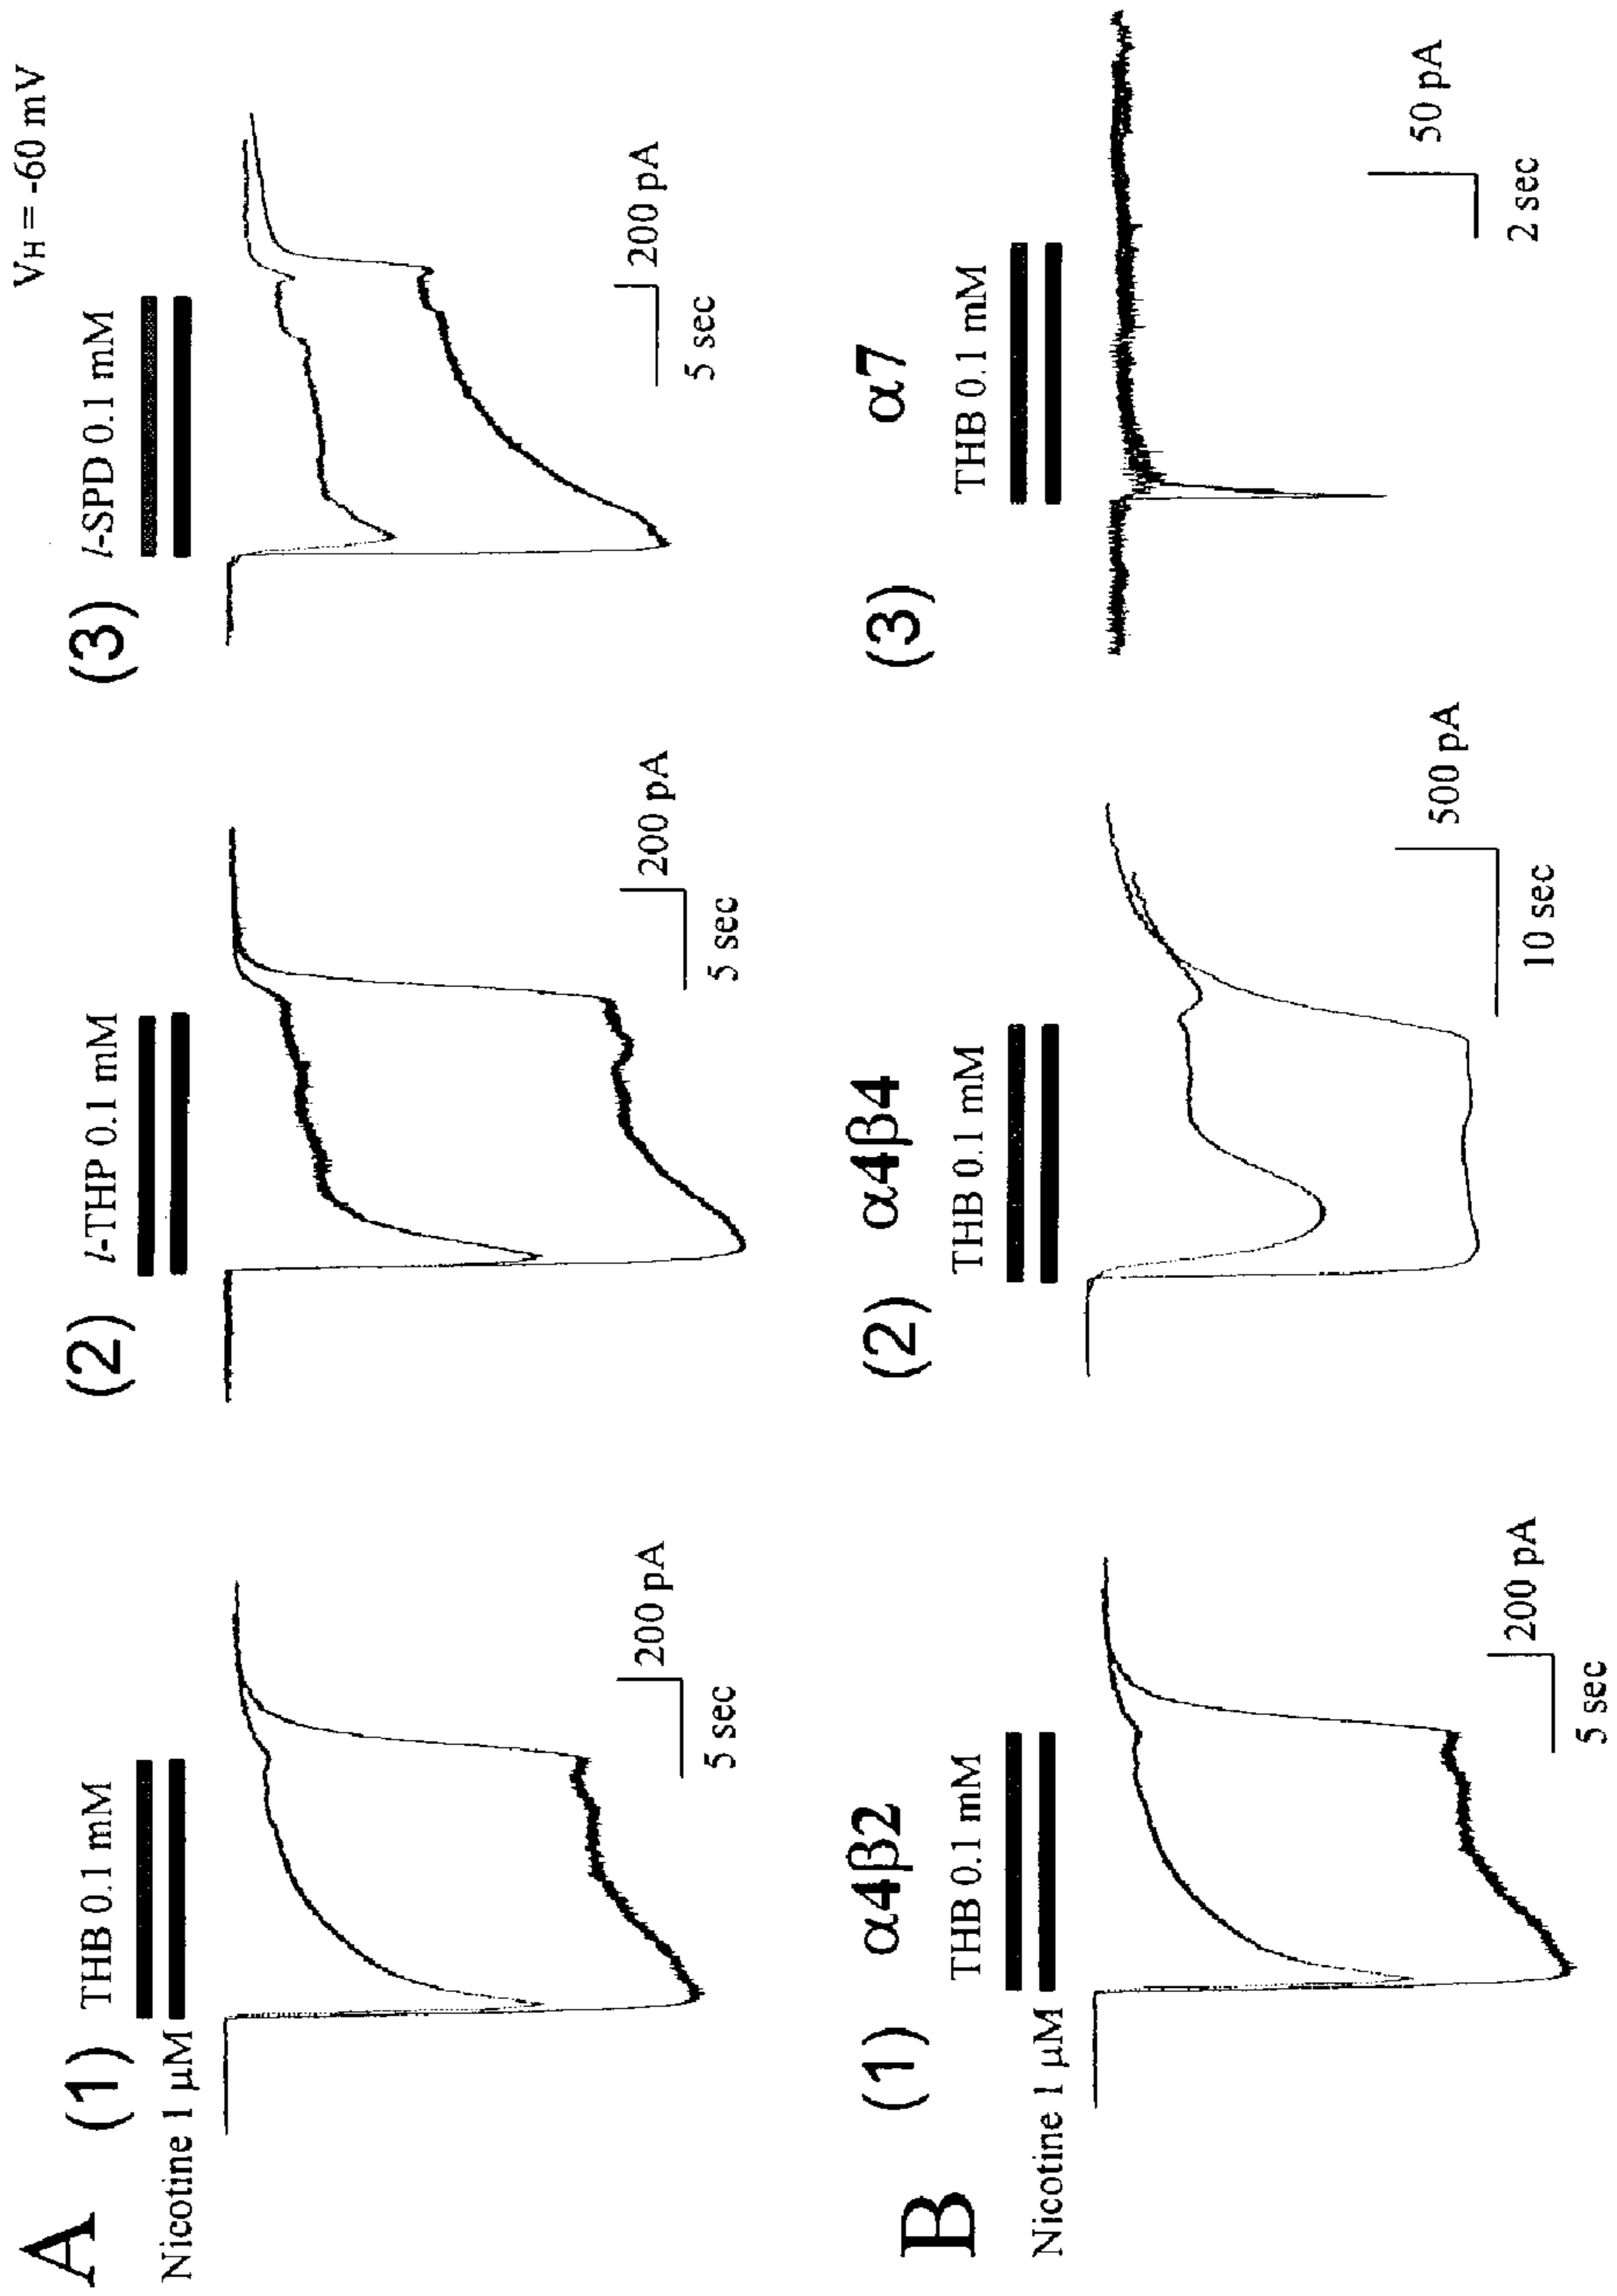 VH = -60 mV
A
(1)
THB 0.1 mM
Nicotine 1 μM
200 pA
5 sec
(2)
l-THP 0.1 mM
200 pA
5 sec
(3)
l-SPD 0.1 mM
200 pA
5 sec
B
(1)
α4β2
THB 0.1 mM
Nicotine 1 μM
200 pA
5 sec
(2)
α4β4
THB 0.1 mM
500 pA
10 sec
(3)
α7
THB 0.1 mM
50 pA
2 sec